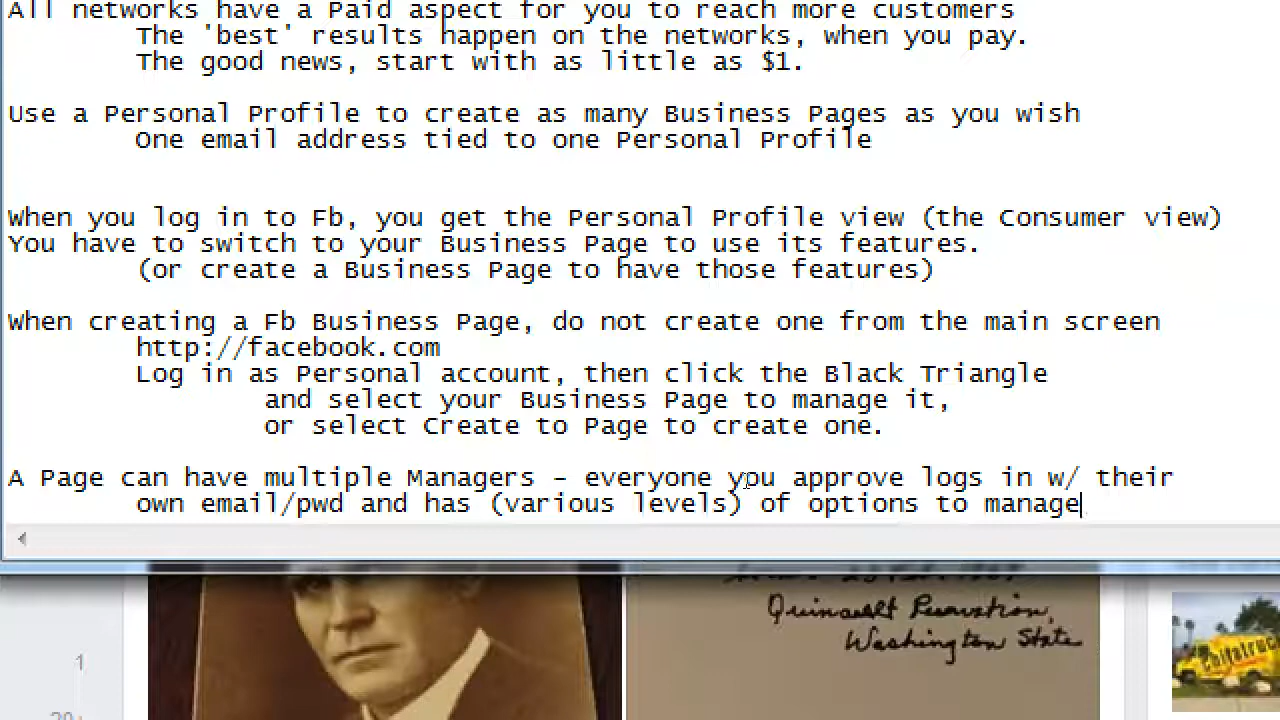 All networks have a Paid aspect for you to reach more customers
The 'best' results happen on the networks, when you pay.
The good news, start with as little as $1.
Use a Personal Profile to create as many Business Pages as you wish
One email address tied to one Personal Profile
When you log in to Fb, you get the Personal Profile view (the Consumer view)
You have to switch to your Business Page to use its features.
(or create a Business Page to have those features)
When creating a Fb Business Page, do not create one from the main screen
http://facebook.com
Log in as Personal account, then click the Black Triangle
and select your Business Page to manage it,
or select Create to Page to create one.
A Page can have multiple Managers - everyone you approve logs in w/ their
own email/pwd and has (various levels) of options to manage
Quinault Reservation,
Washington State
1